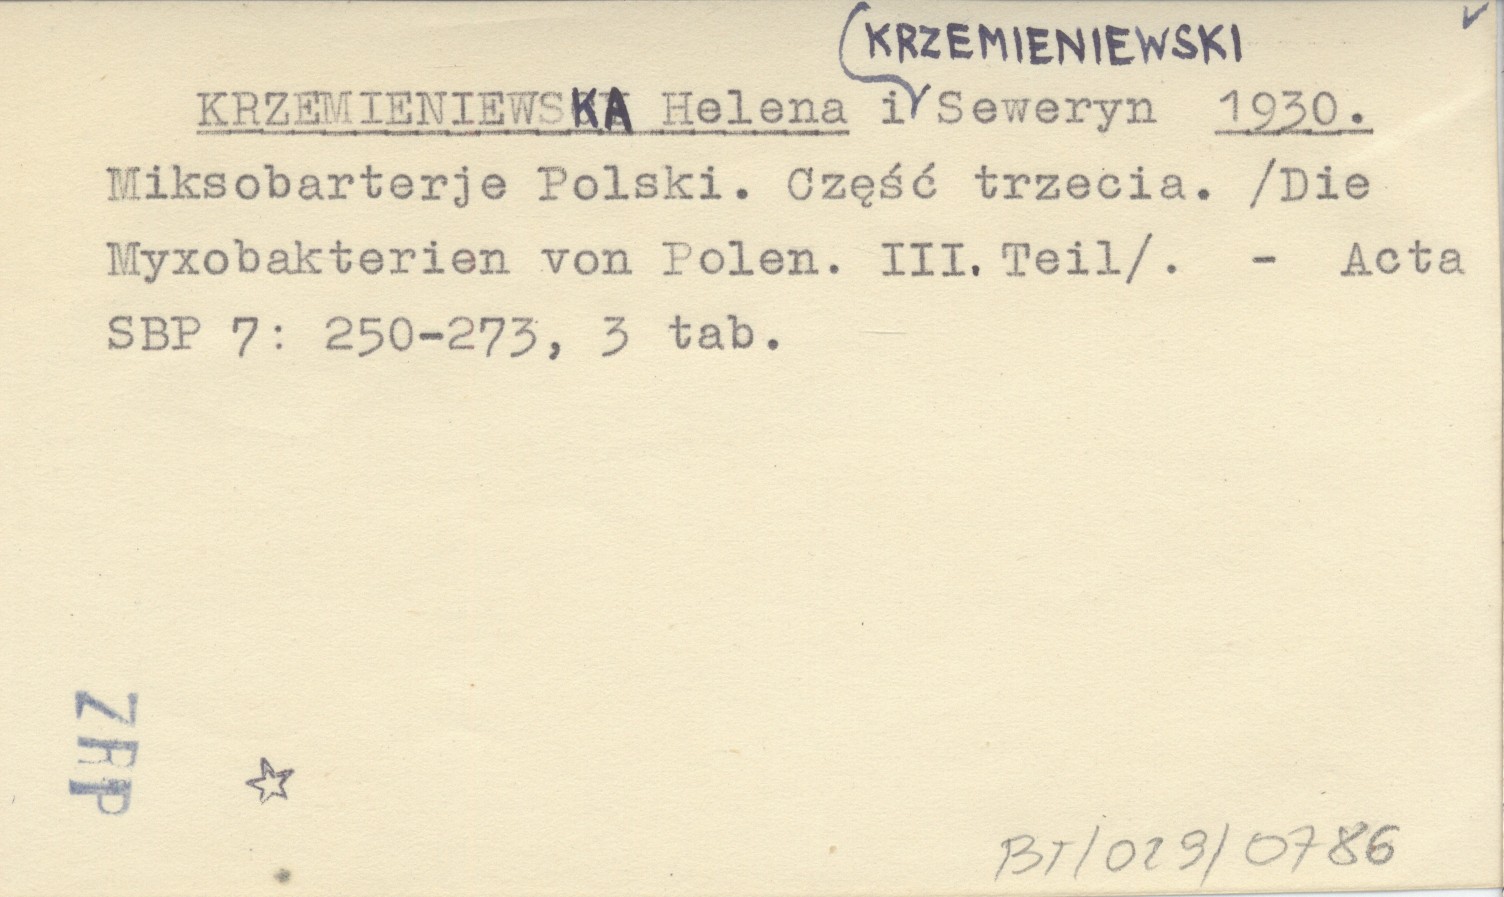 KRZEMIENIEWSKI
KRZEMIENIEWSKA Helena i Seweryn 1930.
Miksobarterje Polski. Część trzecia. /Die
Myxobakterien von Polen. III. Teil/. - Acta
SBP 7: 250-273, 3 tab.
ZRP
BT/029/0786